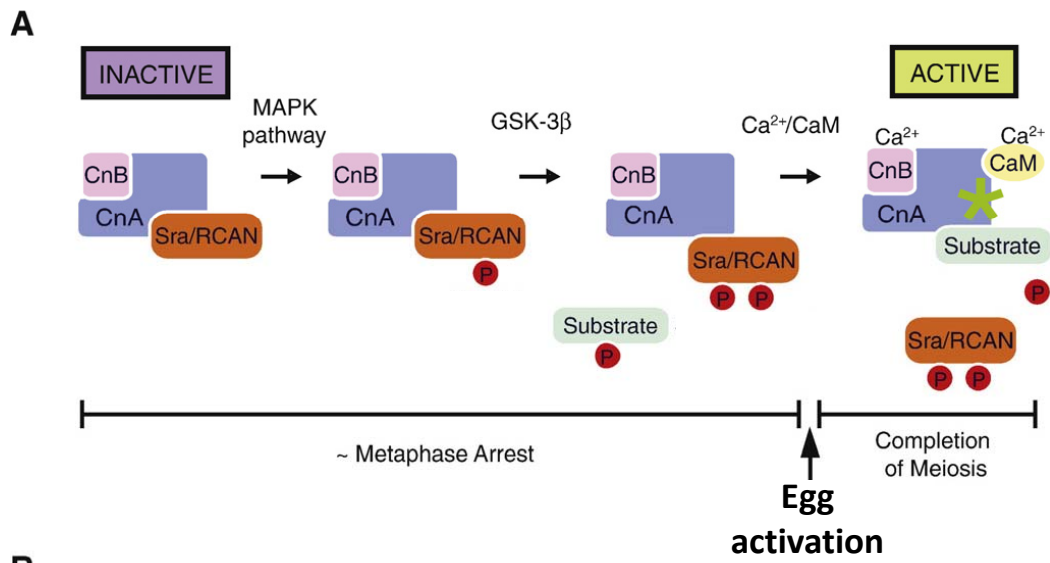 A
INACTIVE
ACTIVE
MAPK
pathway
GSK-3β
Ca²⁺/CaM
Ca²⁺
Ca²⁺
CnB
CnA
Sra/RCAN
CnB
CnA
Sra/RCAN
P
CnB
CnA
Sra/RCAN
P P
Substrate
P
CnB
CaM
CnA
Substrate
P
Sra/RCAN
P P
~ Metaphase Arrest
Completion
of Meiosis
Egg
activation